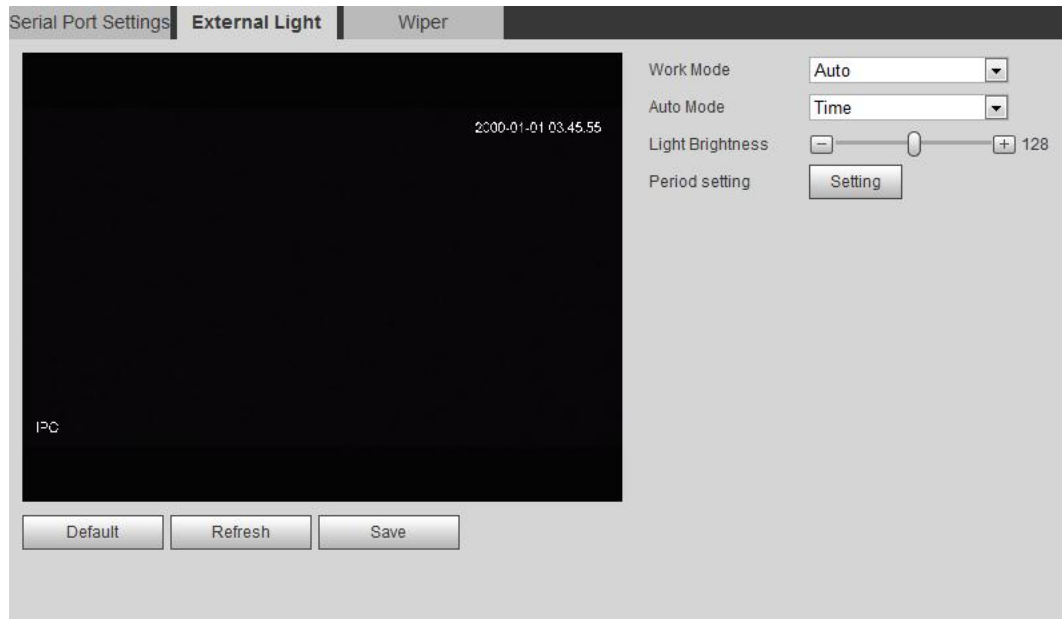 Serial Port Settings External Light Wiper
2000-01-01 03:45:55
IPC
Work Mode Auto
Auto Mode Time
Light Brightness 128
Period setting Setting
Default Refresh Save